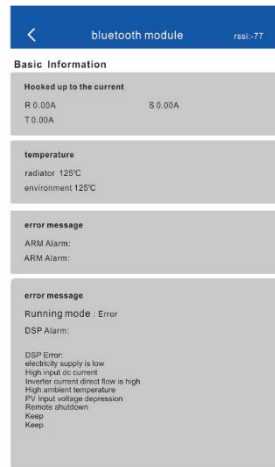 bluetooth module rssi:-77
Basic Information
Hooked up to the current
R 0.00A S 0.00A
T 0.00A
temperature
radiator 125℃
environment 125℃
error message
ARM Alarm:
ARM Alarm:
error message
Running mode : Error
DSP Alarm:
DSP Error:
electricity supply is low
High input dc current
Inverter current direct flow is high
High ambient temperature
PV Input voltage depression
Remote shutdown
Keep
Keep